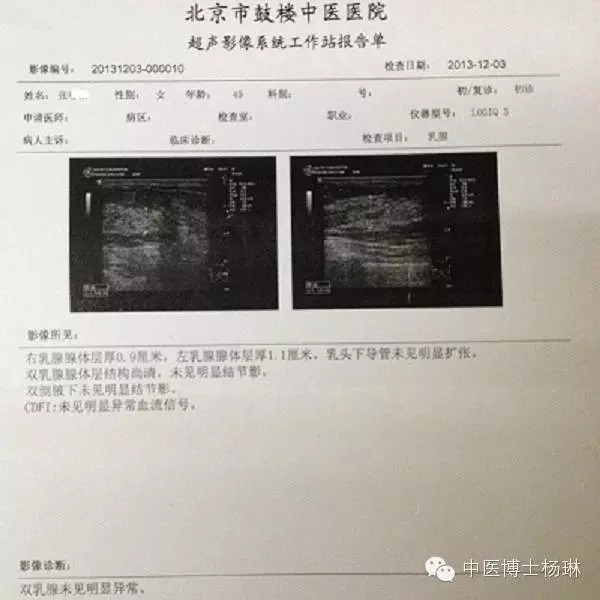 北京市鼓楼中医医院
超声影像系统工作站报告单
影像编号: 20131203-000010 检查日期: 2013-12-03
姓名: 张 性别: 女 年龄: 49 科别: 号: 初/复诊: 初诊
申请医师: 病区: 检查室: 职业: 仪器型号: LOGIQ 3
病人主诉: 临床诊断: 检查项目: 乳腺
影像所见:
右乳腺腺体层厚0.9厘米,左乳腺腺体层厚1.1厘米,乳头下导管未见明显扩张。
双乳腺腺体层结构尚清,未见明显结节影。
双侧腋下未见明显结节影。
CDFI:未见明显异常血流信号。
影像诊断:
双乳腺未见明显异常。
中医博士杨琳